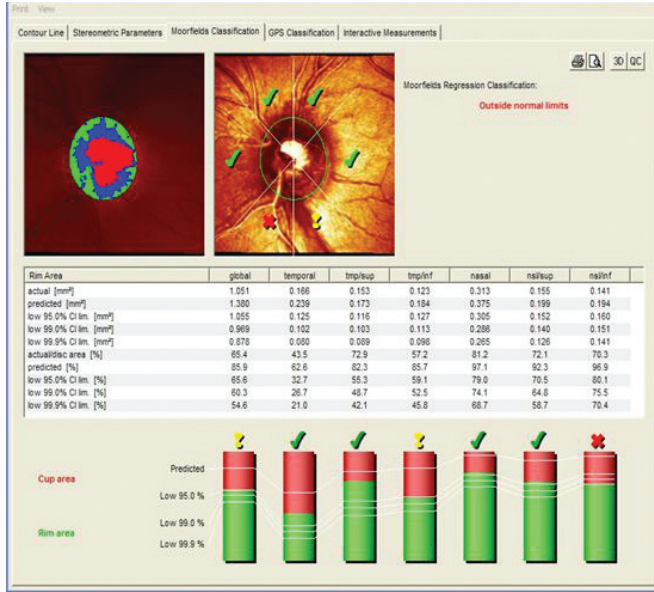 Print View
Contour Line Stereometric Parameters Moorfields Classification GPS Classification Interactive Measurements
3D QC
Moorfields Regression Classification:
Outside normal limits
Rim Area global temporal tmp/sup tmp/inf nasal nsl/sup nsl/inf
actual [mm²] 1.051 0.166 0.153 0.123 0.313 0.155 0.141
predicted [mm²] 1.380 0.239 0.173 0.184 0.375 0.199 0.194
low 95.0% CI lim. [mm²] 1.055 0.125 0.116 0.127 0.305 0.152 0.160
low 99.0% CI lim. [mm²] 0.969 0.102 0.103 0.113 0.286 0.140 0.151
low 99.9% CI lim. [mm²] 0.878 0.080 0.089 0.098 0.265 0.126 0.141
actual/disc area [%] 65.4 43.5 72.9 57.2 81.2 72.1 70.3
predicted [%] 85.9 62.6 82.3 85.7 97.1 92.3 96.9
low 95.0% CI lim. [%] 65.6 32.7 55.3 59.1 79.0 70.5 80.1
low 99.0% CI lim. [%] 60.3 26.7 48.7 52.5 74.1 64.8 75.5
low 99.9% CI lim. [%] 54.6 21.0 42.1 45.8 68.7 58.7 70.4
Predicted
Cup area
Low 95.0 %
Low 99.0 %
Rim area
Low 99.9 %